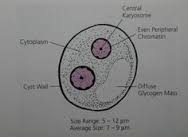 Central
Karyosome
Cytoplasm
Even Peripheral
Chromatin
Cyst Wall
Diffuse
Glycogen Mass
Size Range: 5 – 12 μm
Average Size: 7 – 9 μm